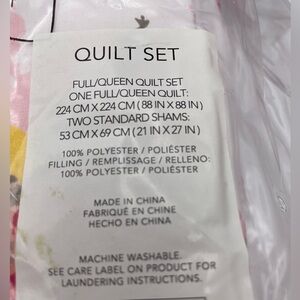 QUILT SET
FULL/QUEEN QUILT SET
ONE FULL/QUEEN QUILT:
224 CM X 224 CM ( 88 IN X 88 IN )
TWO STANDARD SHAMS:
53 CM X 69 CM ( 21 IN X 27 IN )
100% POLYESTER / POLIÉSTER
FILLING / REMPLISSAGE / RELLENO:
100% POLYESTER / POLIÉSTER
MADE IN CHINA
FABRIQUÉ EN CHINE
HECHO EN CHINA
MACHINE WASHABLE.
SEE CARE LABEL ON PRODUCT FOR
LAUNDERING INSTRUCTIONS.